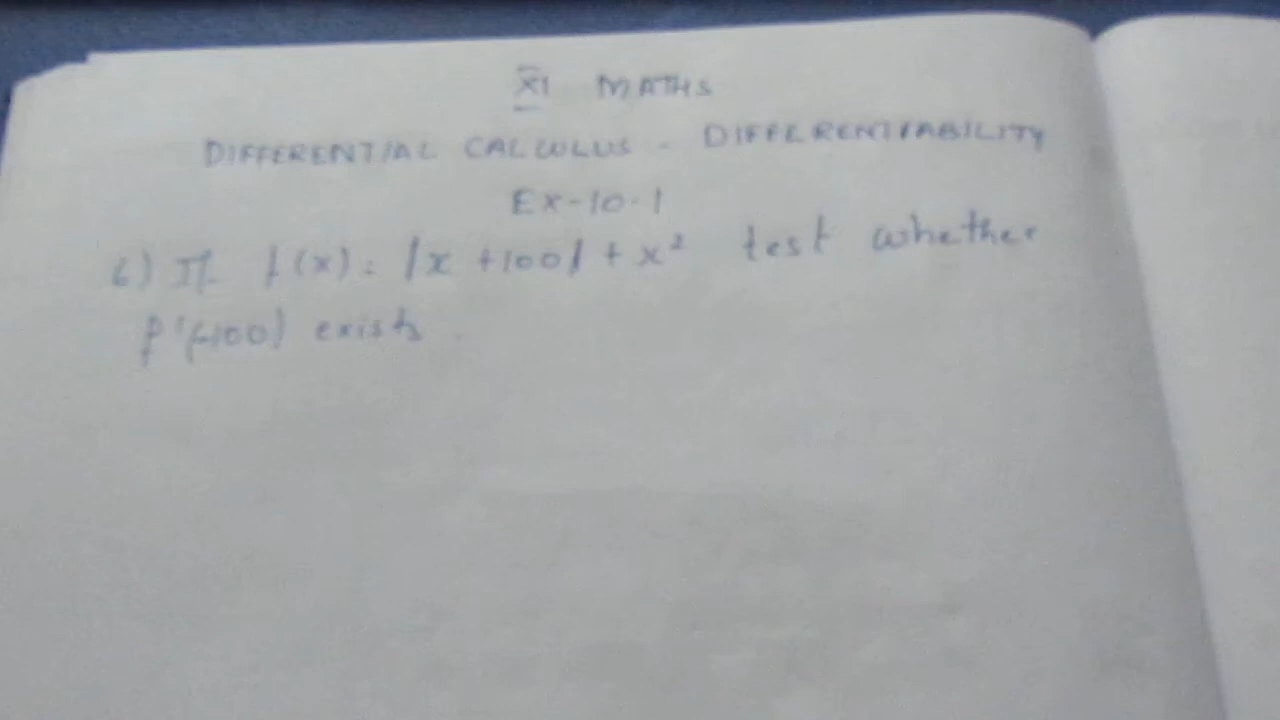 XI MATHS
DIFFERENTIAL CALCULUS - DIFFERENTIABILITY
EX-10.1
6) If f(x) = |x + 100| + x² test whether
f'(-100) exists.